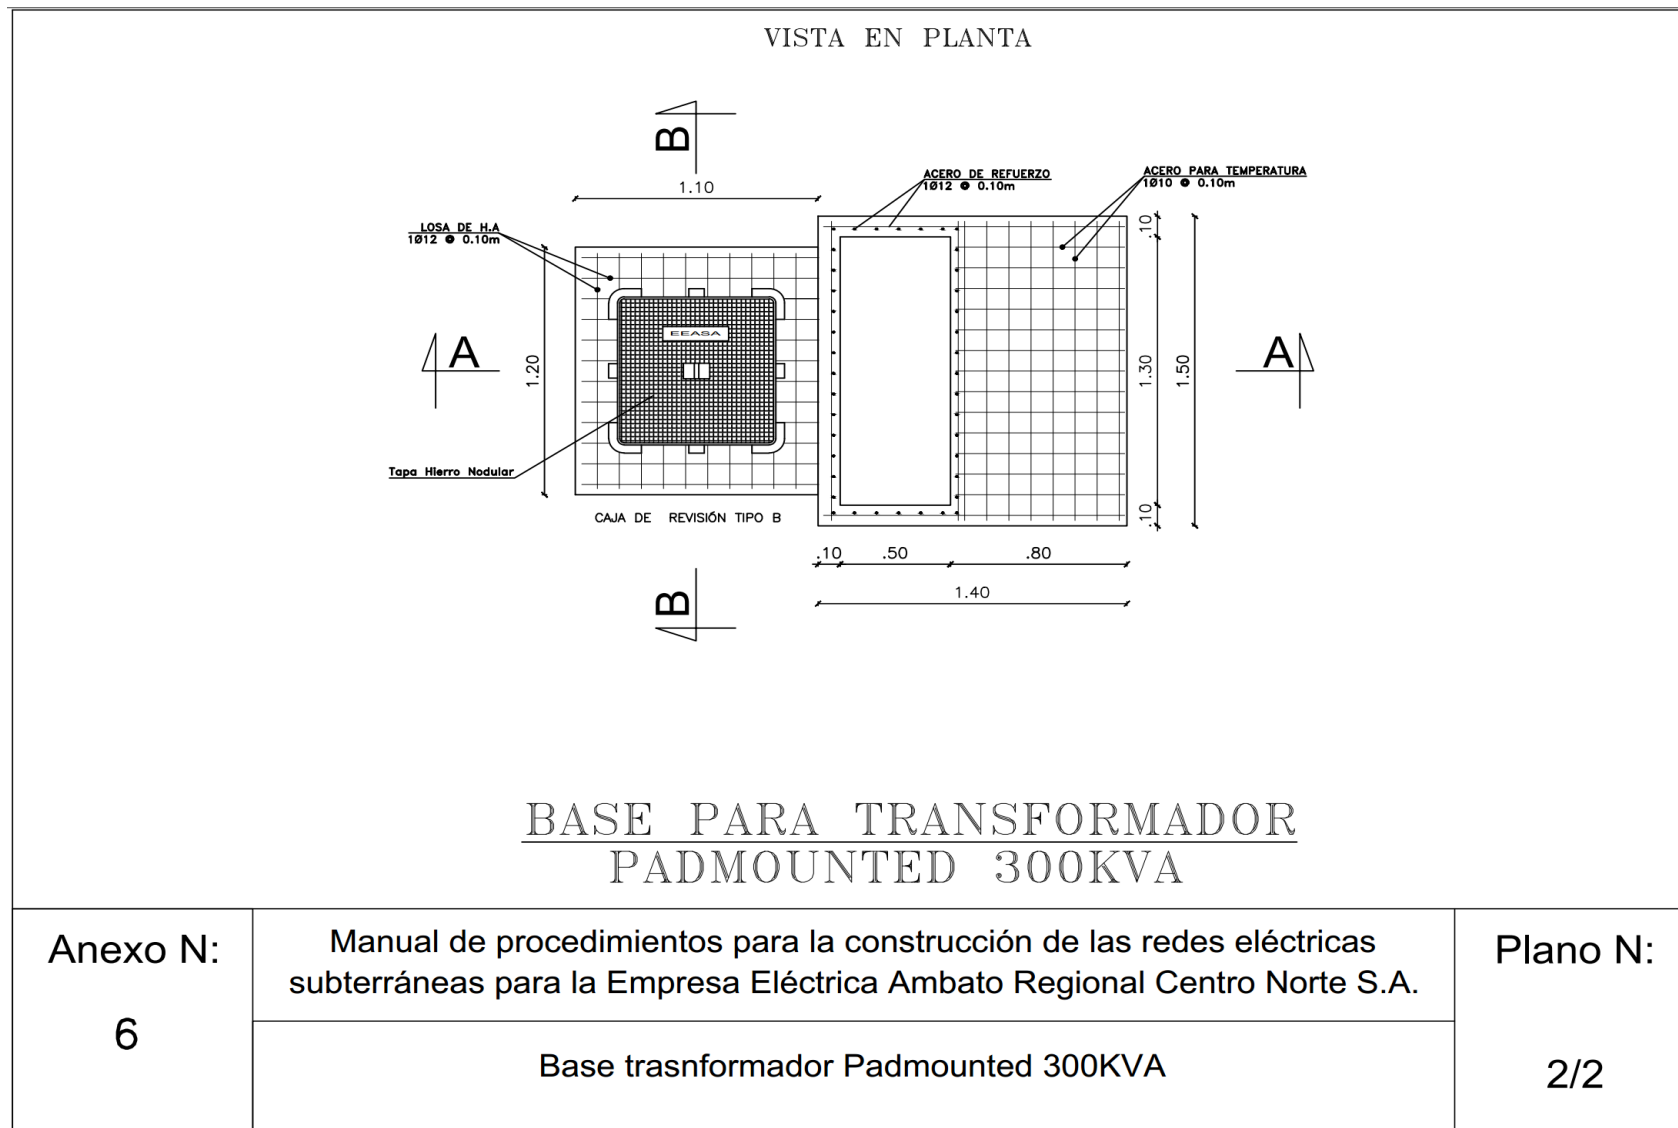 VISTA EN PLANTA
B
1.10
ACERO DE REFUERZO
1Ø12 @ 0.10m
ACERO PARA TEMPERATURA
1Ø10 @ 0.10m
LOSA DE H.A
1Ø12 @ 0.10m
.10
EEASA
A
A
1.20
1.30
1.50
Tapa Hierro Nodular
CAJA DE REVISIÓN TIPO B
.10
.10
.50
.80
1.40
B
BASE PARA TRANSFORMADOR
PADMOUNTED 300KVA
Anexo N:
6
Manual de procedimientos para la construcción de las redes eléctricas
subterráneas para la Empresa Eléctrica Ambato Regional Centro Norte S.A.
Base trasnformador Padmounted 300KVA
Plano N:
2/2